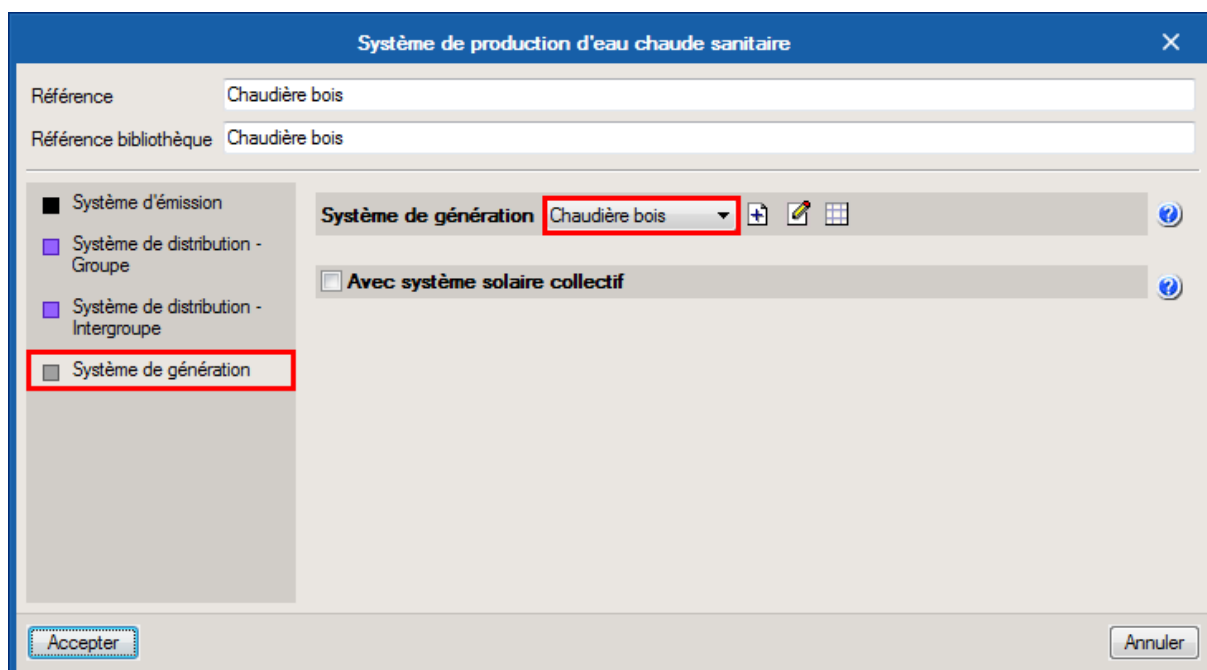 Système de production d'eau chaude sanitaire
Référence Chaudière bois
Référence bibliothèque Chaudière bois
Système d'émission
Système de distribution -
Groupe
Système de distribution -
Intergroupe
Système de génération
Système de génération Chaudière bois
Avec système solaire collectif
Accepter
Annuler